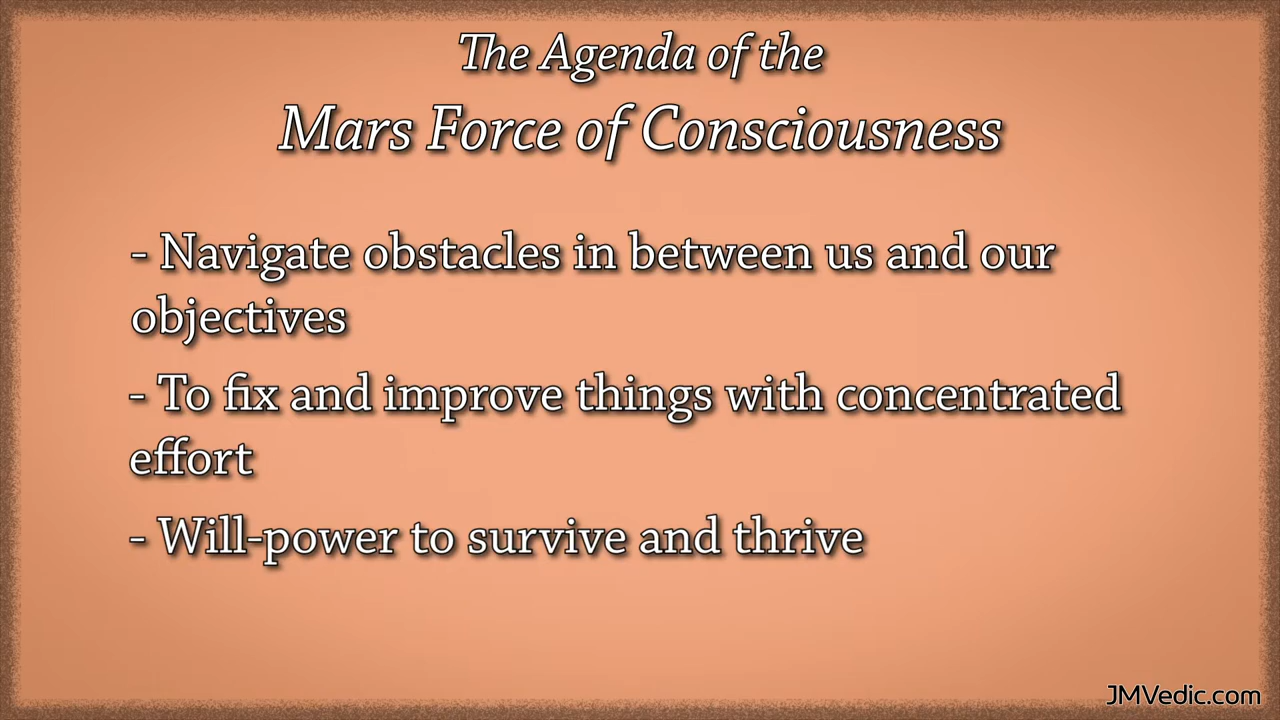 The Agenda of the
Mars Force of Consciousness
- Navigate obstacles in between us and our
objectives
- To fix and improve things with concentrated
effort
- Will-power to survive and thrive
JMVedic.com